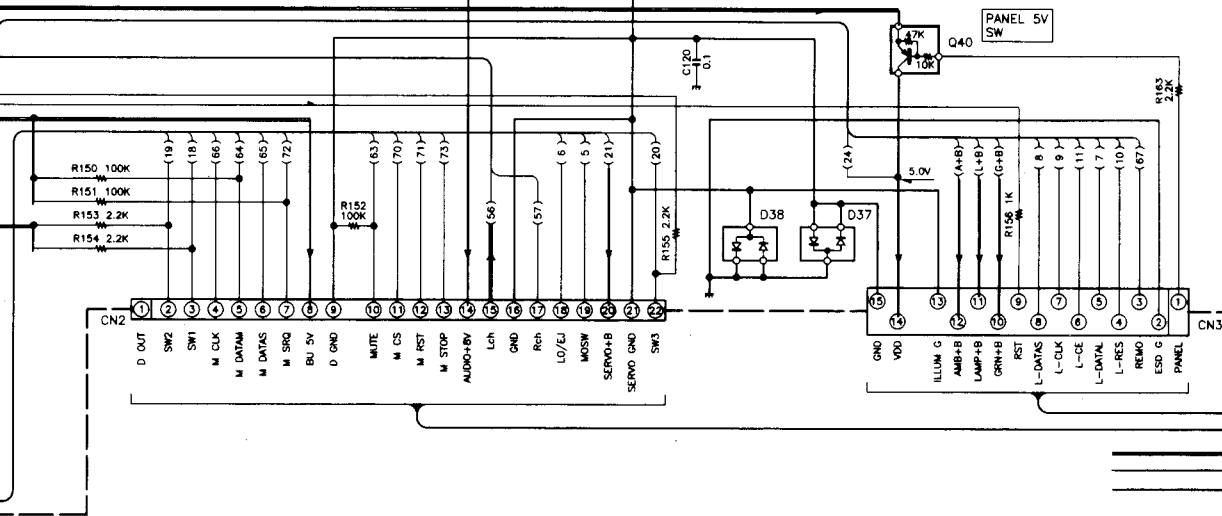 PANEL 5V
SW
47K
Q40
10K
C120
0.1
R163
2.2K
(19)
(18)
(66)
(64)
(65)
(72)
(63)
(70)
(71)
(73)
(6)
(5)
(21)
(20)
(24)
(A+B)
(L+B)
(G+B)
(8)
(9)
(11)
(7)
(10)
(67)
R150 100K
5.0V
R151 100K
R152
100K
(56)
(57)
R153 2.2K
R154 2.2K
R155 2.2K
D38
D37
R156 1K
CN2
1 2 3 4 5 6 7 8 9 10 11 12 13 14 15 16 17 18 19 20 21 22
D OUT
SW2
SW1
M CLK
M DATAM
M DATAS
M SRQ
BU 5V
D GND
MUTE
M CS
M RST
M STOP
AUDIO+8V
Lch
GND
Rch
LO/EJ
MOSW
SERVO+B
SERVO GND
SW3
15 13 11 9 7 5 3 1
14 12 10 8 6 4 2
CN3
GND
VDD
ILLUM G
AMB+B
LAMP+B
GRN+B
RST
L-DATAS
L-CLK
L-CE
L-DATAL
L-RES
REMO
ESD G
PANEL